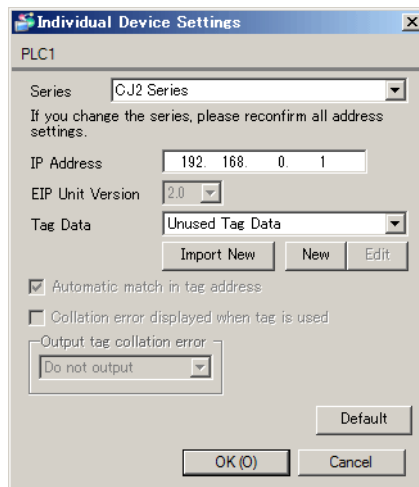 Individual Device Settings
PLC1
Series CJ2 Series
If you change the series, please reconfirm all address
settings.
IP Address 192. 168. 0. 1
EIP Unit Version 2.0
Tag Data Unused Tag Data
Import New New Edit
Automatic match in tag address
Collation error displayed when tag is used
Output tag collation error
Do not output
Default
OK(O) Cancel